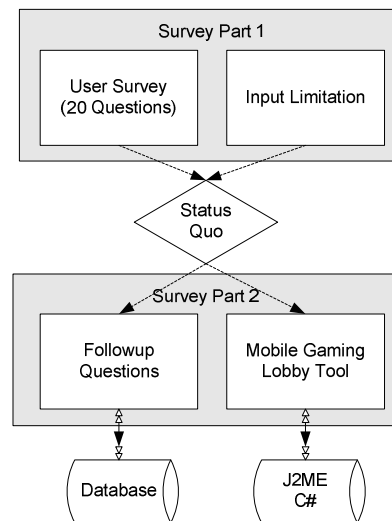 Survey Part 1
User Survey
(20 Questions)
Input Limitation
Status
Quo
Survey Part 2
Followup
Questions
Mobile Gaming
Lobby Tool
Database
J2ME
C#